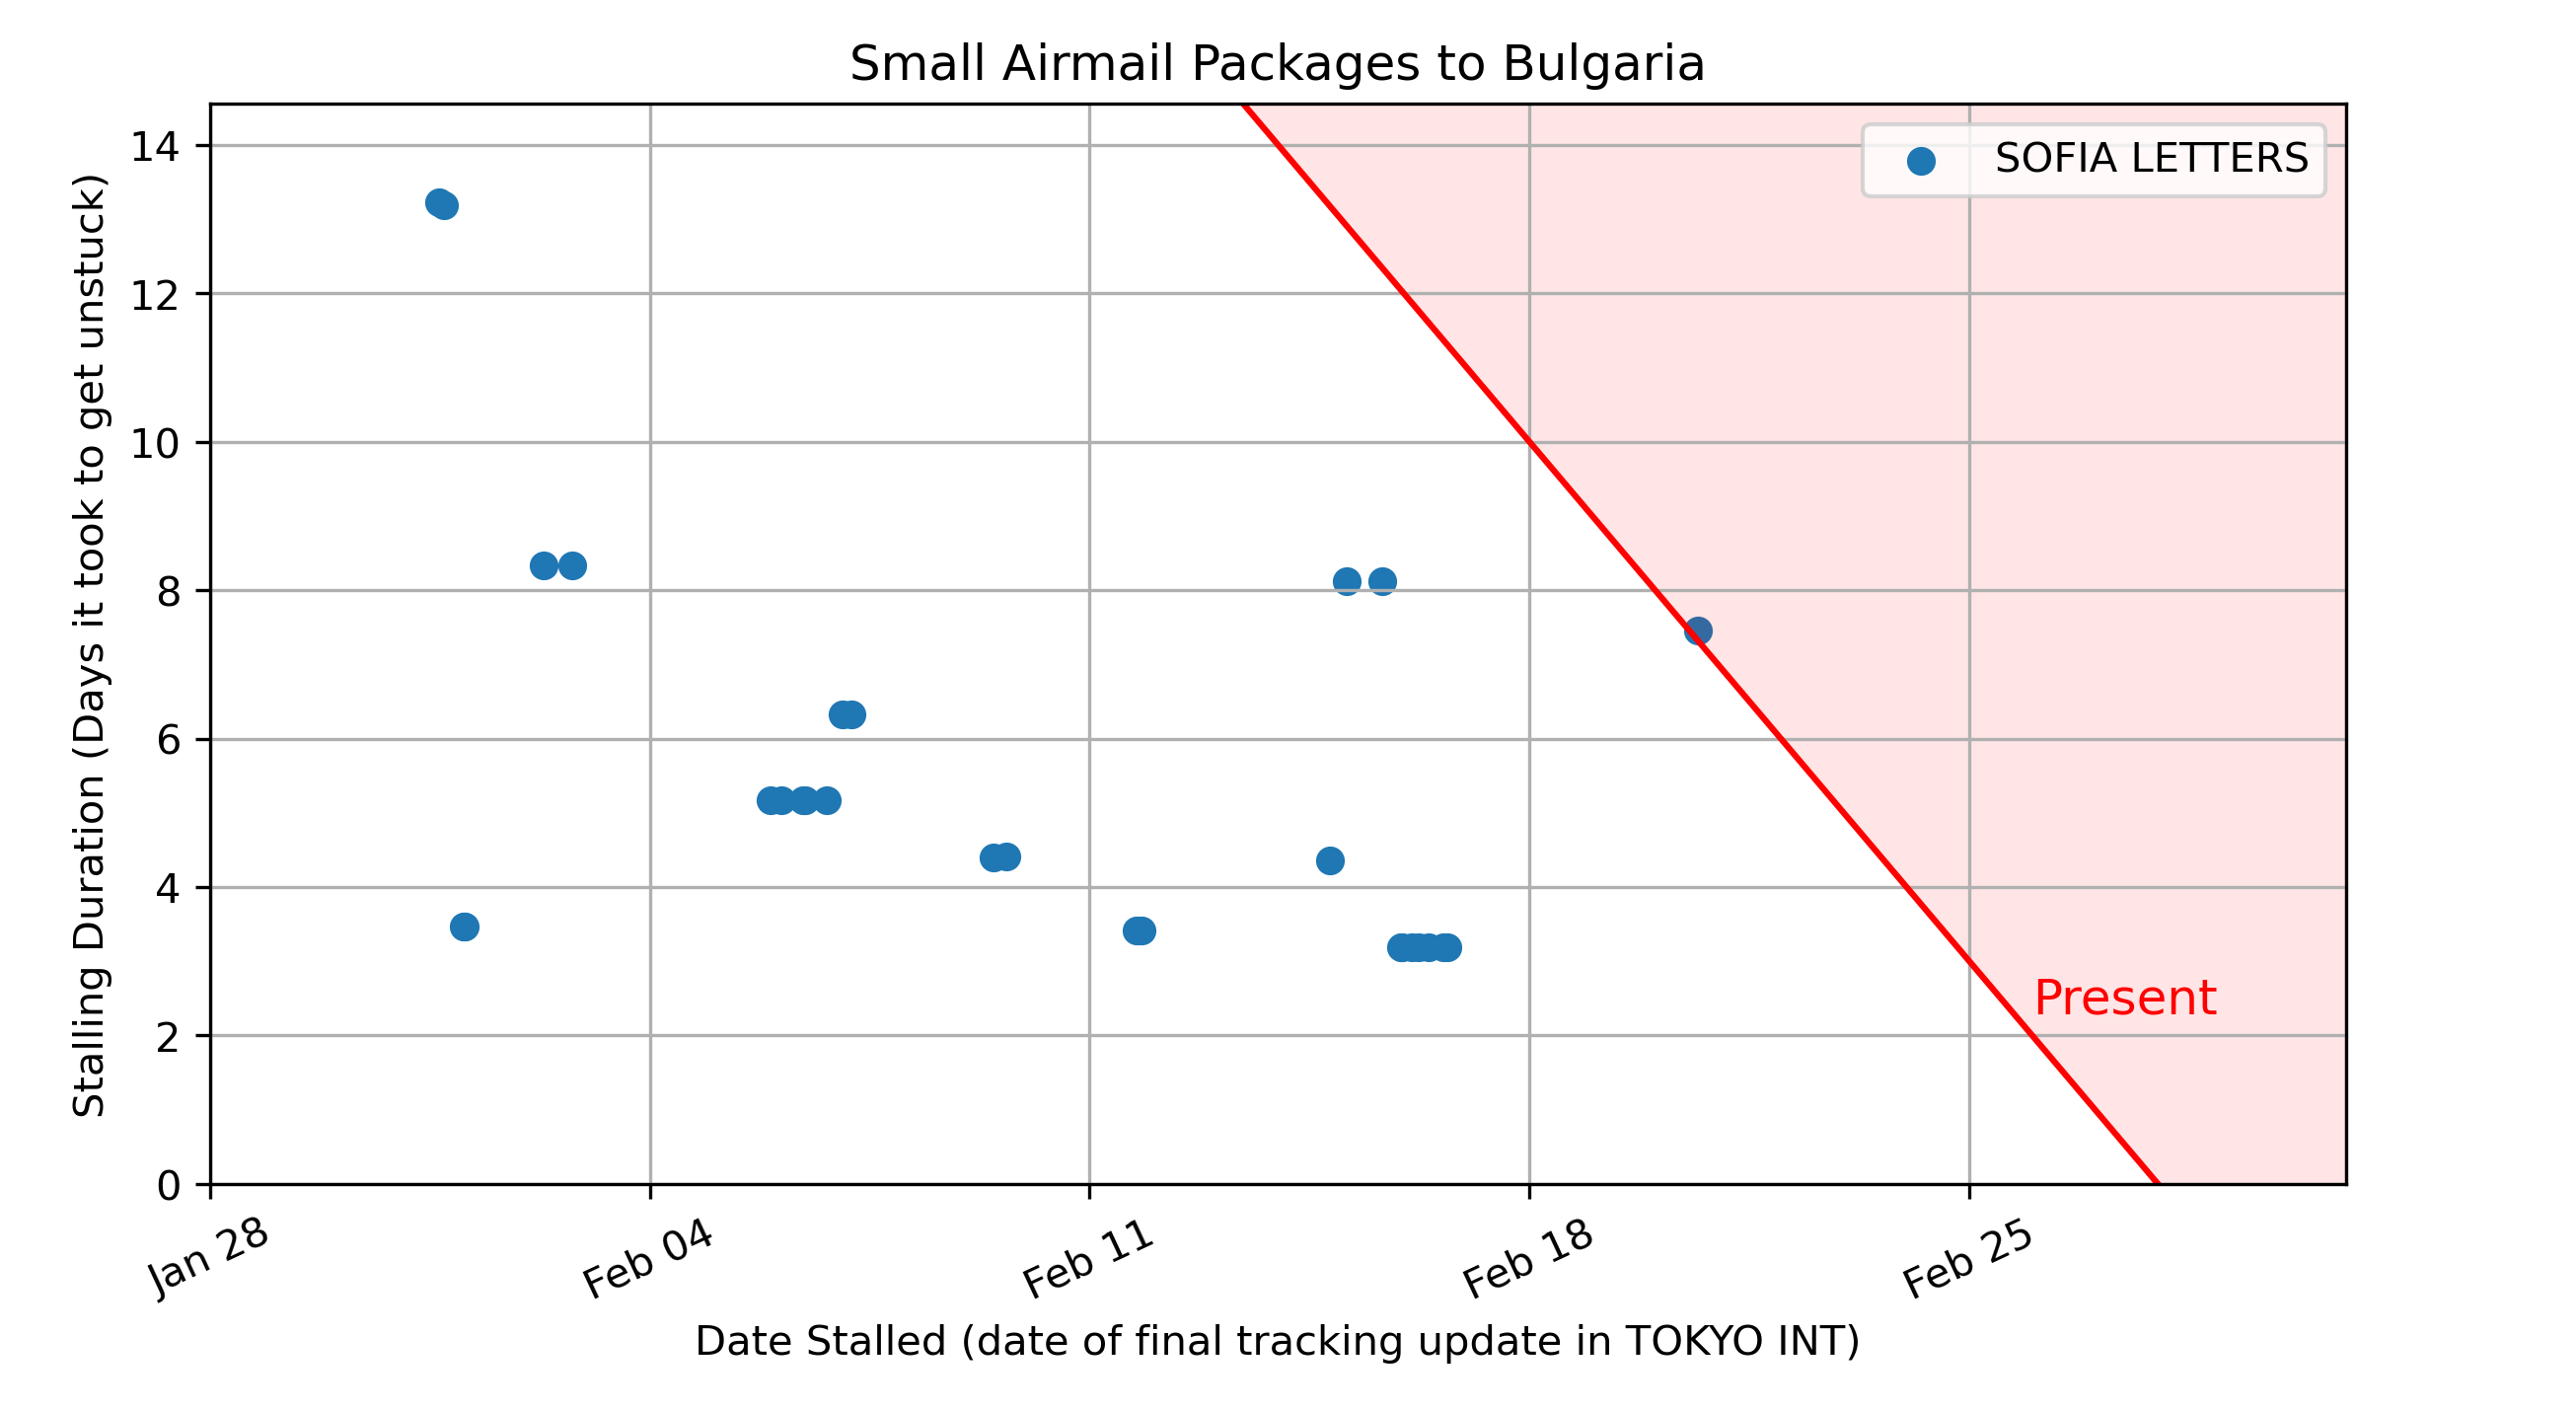 Small Airmail Packages to Bulgaria
SOFIA LETTERS
Stalling Duration (Days it took to get unstuck)
14
12
10
8
6
4
2
0
Present
Jan 28
Feb 04
Feb 11
Feb 18
Feb 25
Date Stalled (date of final tracking update in TOKYO INT)